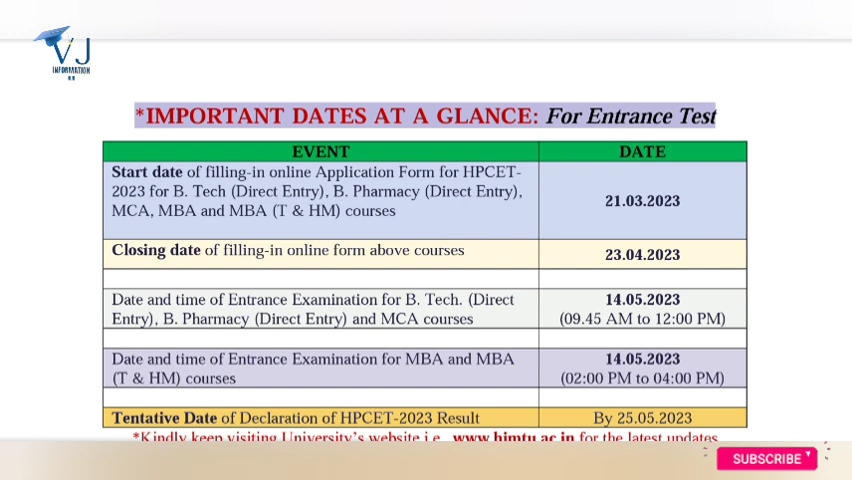 VJ
INFORMATION
*IMPORTANT DATES AT A GLANCE: For Entrance Test
EVENT DATE
Start date of filling-in online Application Form for HPCET-
2023 for B. Tech (Direct Entry), B. Pharmacy (Direct Entry),
MCA, MBA and MBA (T & HM) courses
21.03.2023
Closing date of filling-in online form above courses
23.04.2023
Date and time of Entrance Examination for B. Tech. (Direct
Entry), B. Pharmacy (Direct Entry) and MCA courses
14.05.2023
(09.45 AM to 12:00 PM)
Date and time of Entrance Examination for MBA and MBA
(T & HM) courses
14.05.2023
(02:00 PM to 04:00 PM)
Tentative Date of Declaration of HPCET-2023 Result By 25.05.2023
*Kindly keep visiting University's website i.e., www.himtu.ac.in for the latest updates
SUBSCRIBE